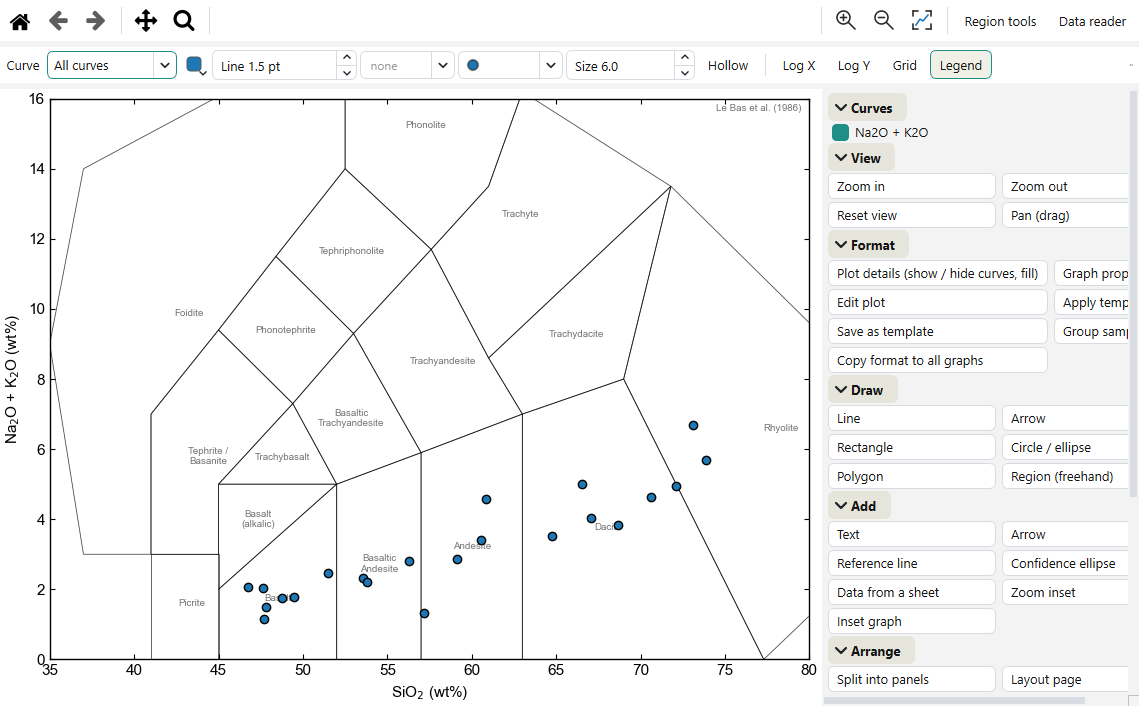 Region tools
Data reader
Curve
All curves
Line 1.5 pt
none
Size 6.0
Hollow
Log X
Log Y
Grid
Legend
Le Bas et al. (1986)
Phonolite
Trachyte
Tephriphonolite
Foidite
Phonotephrite
Trachydacite
Trachyandesite
Basaltic
Trachyandesite
Rhyolite
Tephrite /
Basanite
Trachybasalt
Basalt
(alkalic)
Andesite
Basaltic
Andesite
Picrite
16
14
12
10
8
6
4
2
0
35
40
45
50
55
60
65
70
75
80
Na₂O + K₂O (wt%)
SiO₂ (wt%)
Curves
Na2O + K2O
View
Zoom in
Zoom out
Reset view
Pan (drag)
Format
Plot details (show / hide curves, fill)
Graph prop
Edit plot
Apply temp
Save as template
Group samp
Copy format to all graphs
Draw
Line
Arrow
Rectangle
Circle / ellipse
Polygon
Region (freehand)
Add
Text
Arrow
Reference line
Confidence ellipse
Data from a sheet
Zoom inset
Inset graph
Arrange
Split into panels
Layout page